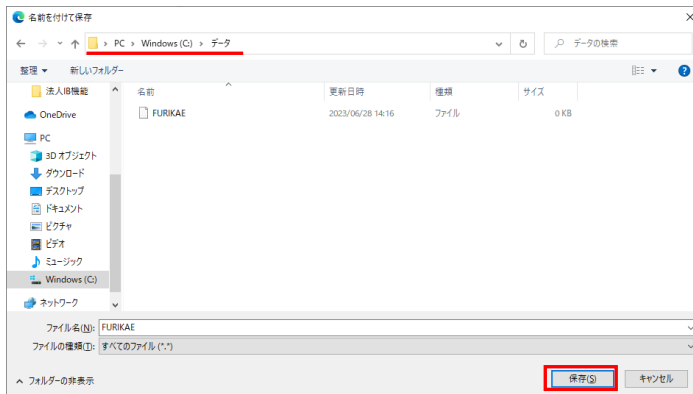 名前を付けて保存
PC › Windows (C:) › データ
データの検索
整理 新しいフォルダー
名前 更新日時 種類 サイズ
FURIKAE 2023/06/28 14:16 ファイル 0 KB
法人IB機能
OneDrive
PC
3D オブジェクト
ダウンロード
デスクトップ
ドキュメント
ピクチャ
ビデオ
ミュージック
Windows (C:)
ネットワーク
ファイル名(N): FURIKAE
ファイルの種類(T): すべてのファイル (*.*)
フォルダーの非表示
保存(S) キャンセル